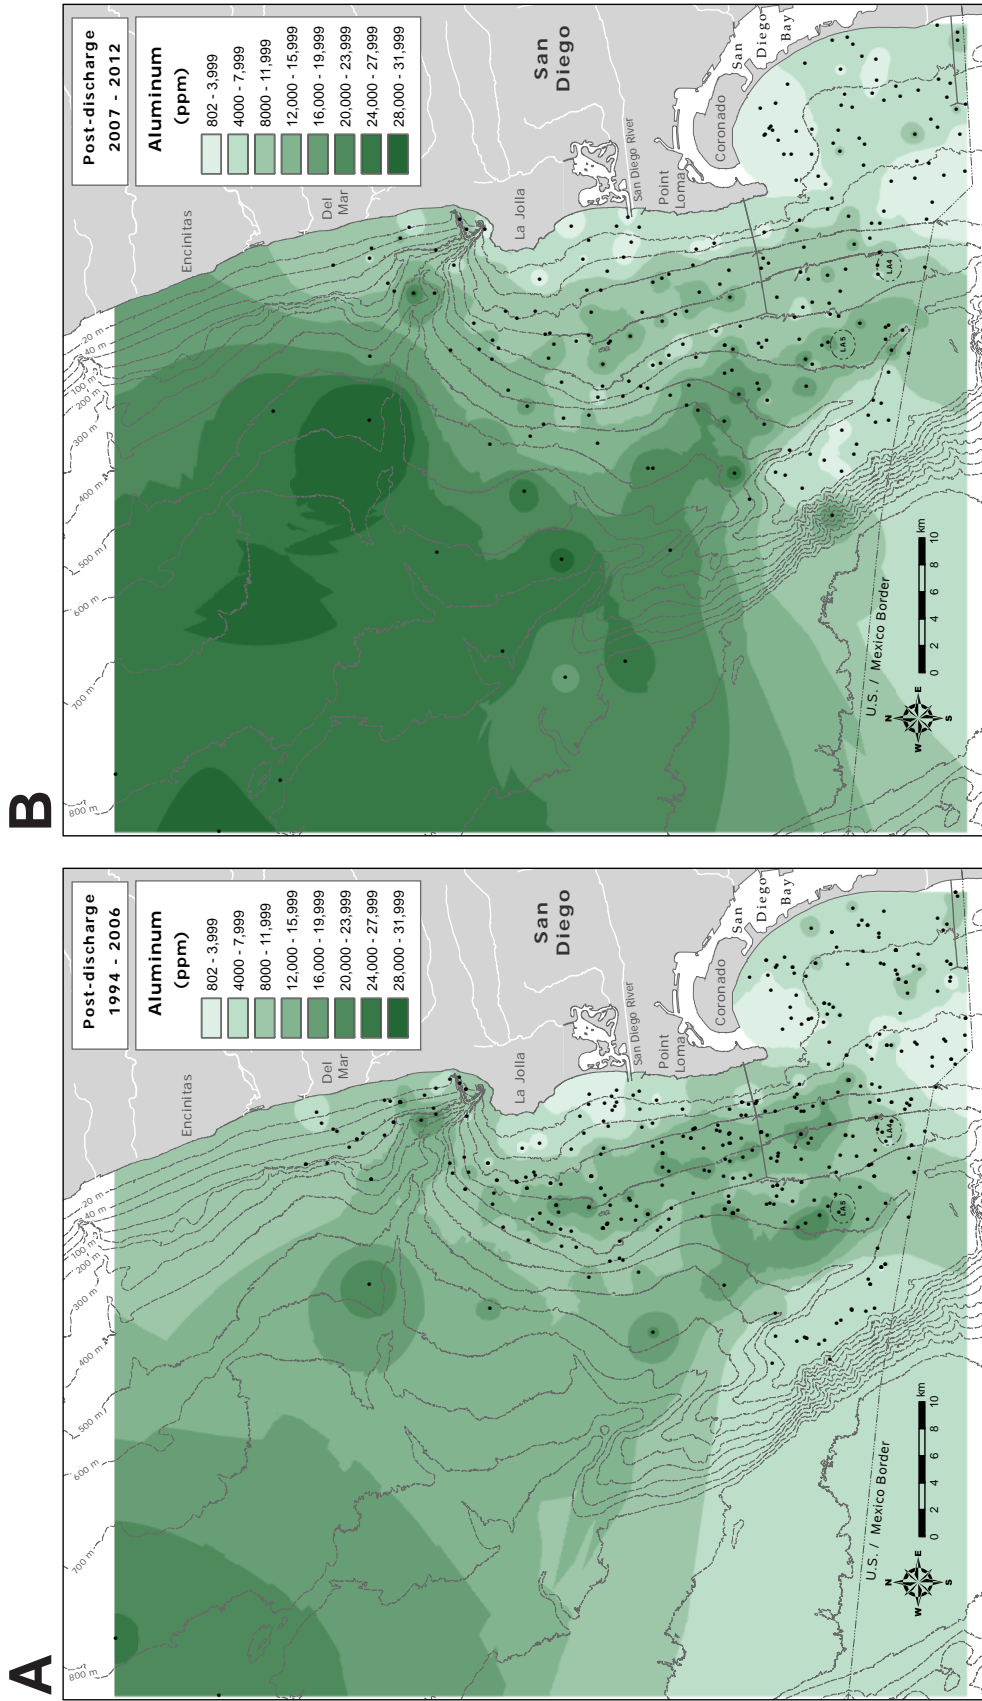 B
Post-discharge
2007 - 2012
Aluminum
(ppm)
802 - 3,999
4000 - 7,999
8000 - 11,999
12,000 - 15,999
16,000 - 19,999
20,000 - 23,999
24,000 - 27,999
28,000 - 31,999
Encinitas
Del
Mar
La Jolla
San
Diego
San Diego River
Point
Loma
Coronado
San
Diego
Bay
20 m
40 m
100 m
200 m
300 m
400 m
500 m
600 m
700 m
800 m
LA4
LA5
U.S. / Mexico Border
N
E
S
W
0 2 4 6 8 10
km
A
Post-discharge
1994 - 2006
Aluminum
(ppm)
802 - 3,999
4000 - 7,999
8000 - 11,999
12,000 - 15,999
16,000 - 19,999
20,000 - 23,999
24,000 - 27,999
28,000 - 31,999
Encinitas
Del
Mar
La Jolla
San
Diego
San Diego River
Point
Loma
Coronado
San
Diego
Bay
20 m
40 m
100 m
200 m
300 m
400 m
500 m
600 m
700 m
800 m
LA4
LA5
U.S. / Mexico Border
N
E
S
W
0 2 4 6 8 10
km